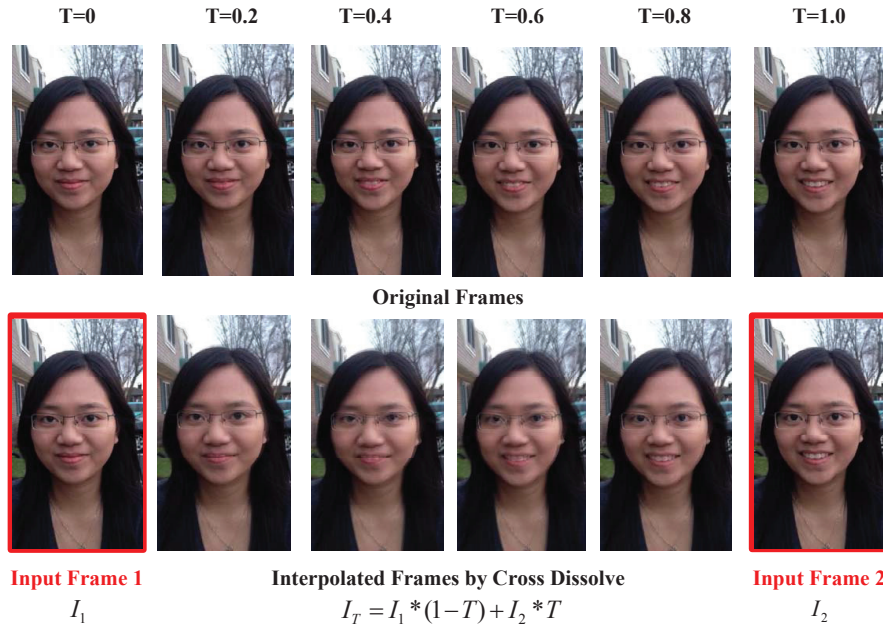 T=0 T=0.2 T=0.4 T=0.6 T=0.8 T=1.0
Original Frames
Input Frame 1 Interpolated Frames by Cross Dissolve Input Frame 2
I₁ I_T = I₁ * (1 − T) + I₂ * T I₂